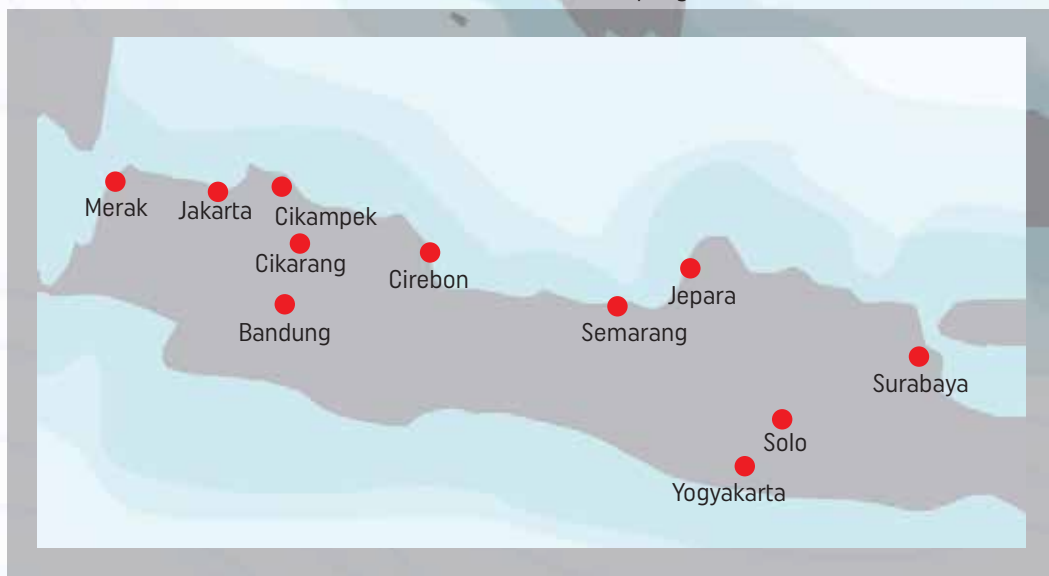 Merak
Jakarta
Cikampek
Cikarang
Cirebon
Bandung
Semarang
Jepara
Surabaya
Solo
Yogyakarta